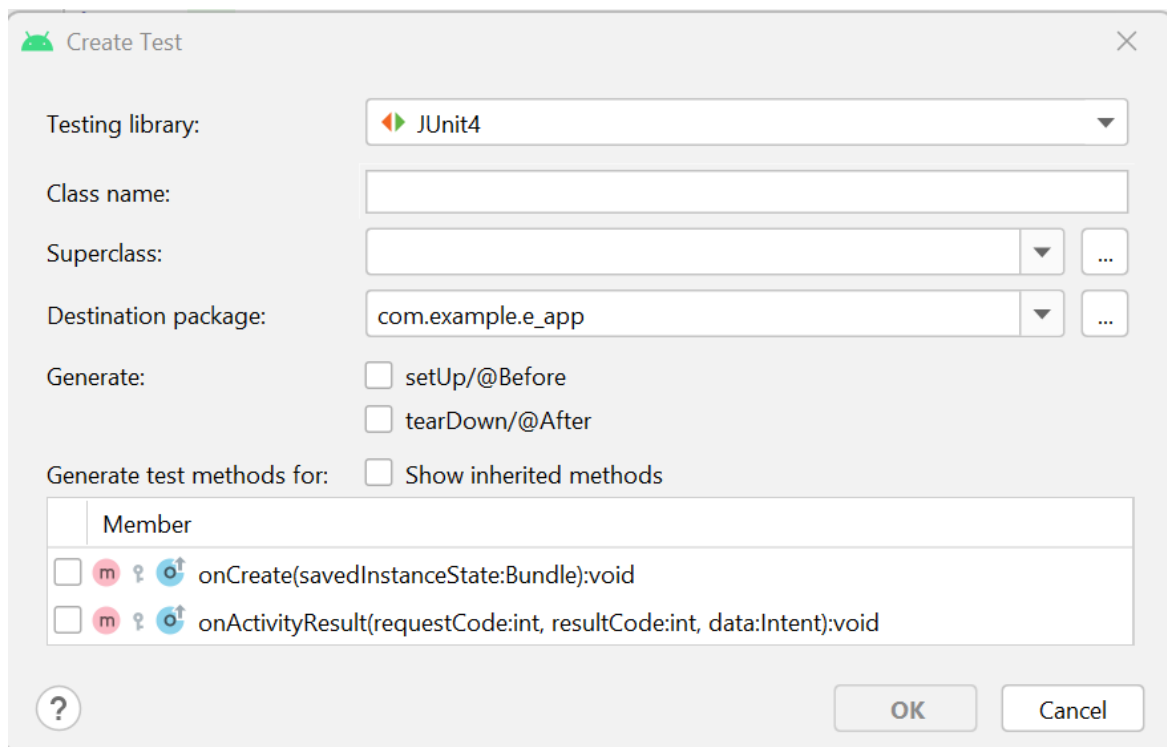 Create Test
Testing library: JUnit4
Class name:
Superclass: ...
Destination package: com.example.e_app ...
Generate: setUp/@Before
tearDown/@After
Generate test methods for: Show inherited methods
Member
m onCreate(savedInstanceState:Bundle):void
m onActivityResult(requestCode:int, resultCode:int, data:Intent):void
? OK Cancel